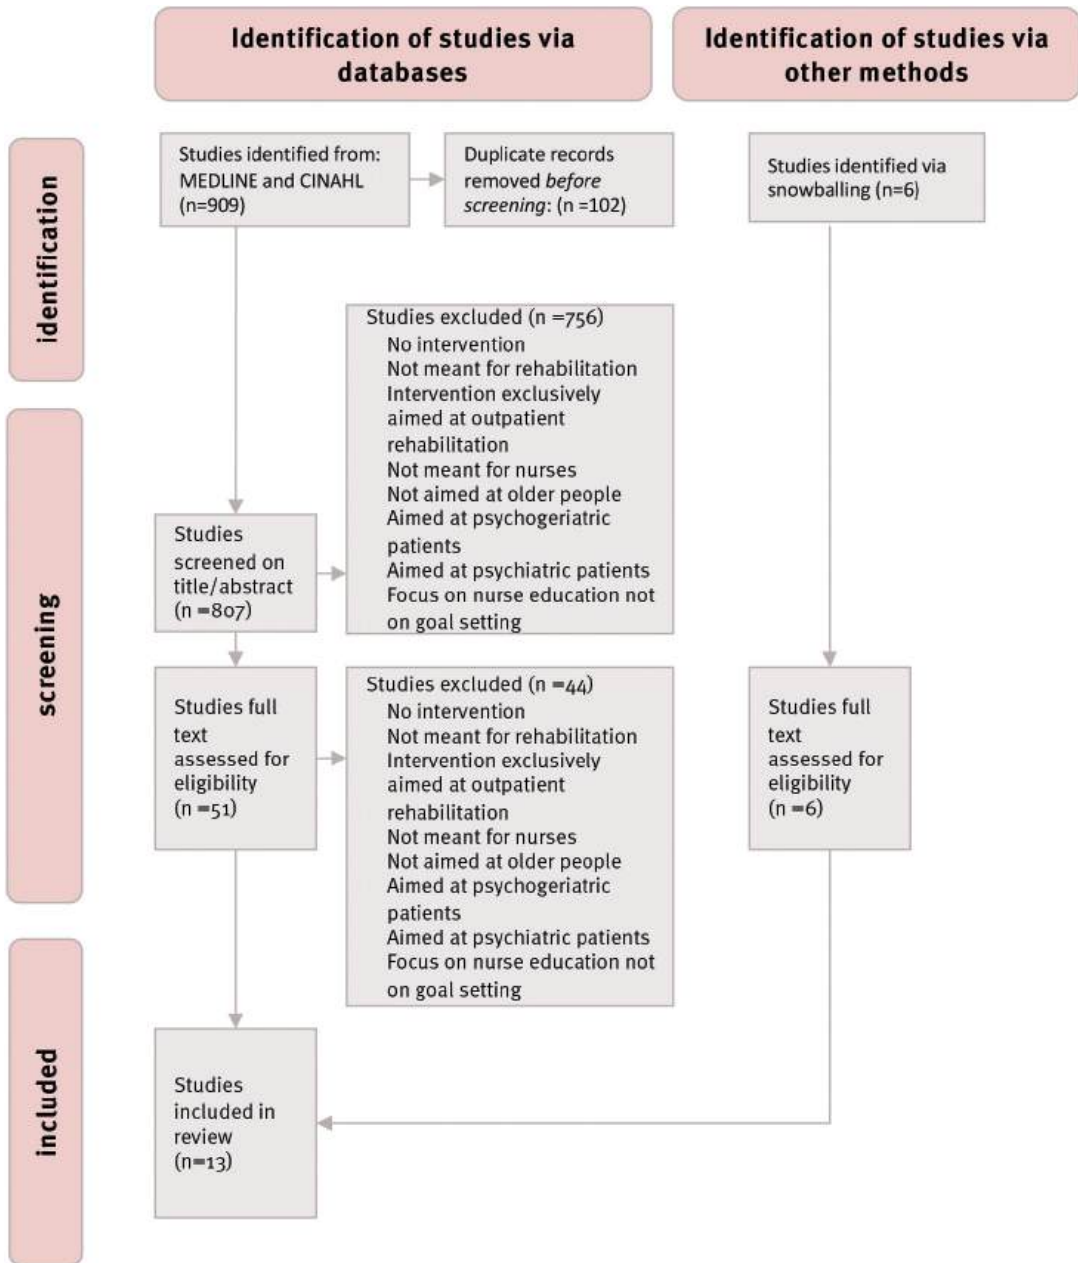 Identification of studies via
databases
Identification of studies via
other methods
identification
Studies identified from:
MEDLINE and CINAHL
(n=909)
Duplicate records
removed before
screening: (n =102)
Studies identified via
snowballing (n=6)
Studies excluded (n =756)
No intervention
Not meant for rehabilitation
Intervention exclusively
aimed at outpatient
rehabilitation
Not meant for nurses
Not aimed at older people
Aimed at psychogeriatric
patients
Aimed at psychiatric patients
Focus on nurse education not
on goal setting
screening
Studies
screened on
title/abstract
(n =807)
Studies full
text
assessed for
eligibility
(n =51)
Studies excluded (n =44)
No intervention
Not meant for rehabilitation
Intervention exclusively
aimed at outpatient
rehabilitation
Not meant for nurses
Not aimed at older people
Aimed at psychogeriatric
patients
Aimed at psychiatric patients
Focus on nurse education not
on goal setting
Studies full
text
assessed for
eligibility
(n =6)
included
Studies
included in
review
(n=13)